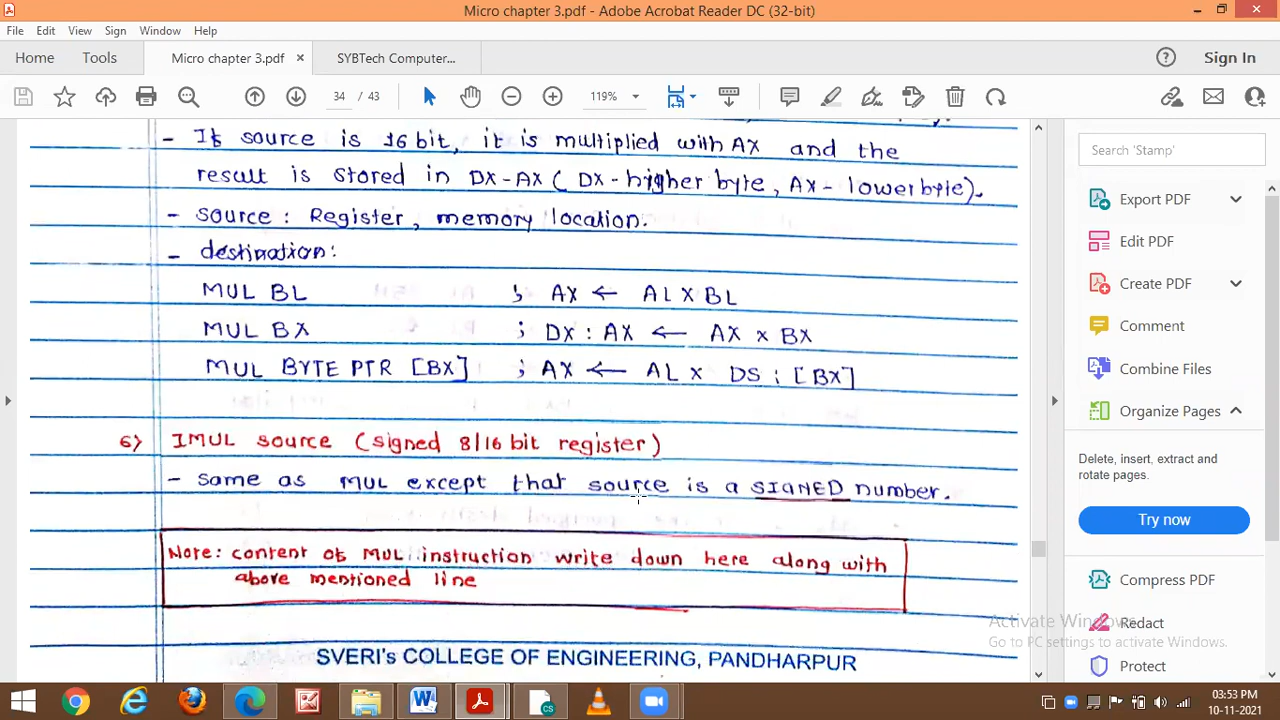 Micro chapter 3.pdf - Adobe Acrobat Reader DC (32-bit)
File Edit View Sign Window Help
Home Tools Micro chapter 3.pdf × SYBTech Computer... Sign In
34 / 43 119%
- If source is 16 bit, it is multiplied with AX and the
result is stored in DX-AX ( DX-higher byte, AX- lowerbyte).
- source : Register, memory location.
- destination:
MUL BL ; AX ← AL X BL
MUL BX ; DX : AX ← AX x BX
MUL BYTE PTR [BX] ; AX ← AL x DS : [BX]
6) IMUL source (signed 8/16 bit register)
- same as MUL except that source is a SIGNED number.
Note: content of MUL instruction write down here along with
above mentioned line
SVERI's COLLEGE OF ENGINEERING, PANDHARPUR
Search 'Stamp'
Export PDF
Edit PDF
Create PDF
Comment
Combine Files
Organize Pages
Delete, insert, extract and
rotate pages.
Try now
Compress PDF
Redact
Protect
Activate Windows
Go to PC settings to activate Windows.
03:53 PM
10-11-2021